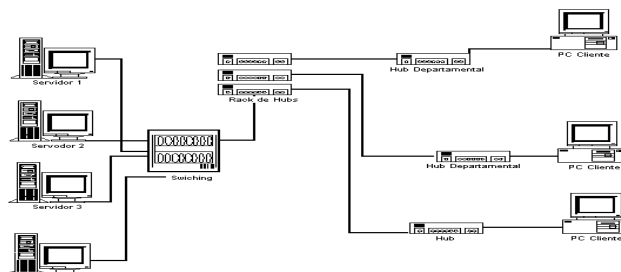 Servidor 1
Servodor 2
Servidor 3
Swiching
Rack de Hubs
Hub Departamental
PC Cliente
Hub Departamental
PC Cliente
Hub
PC Cliente